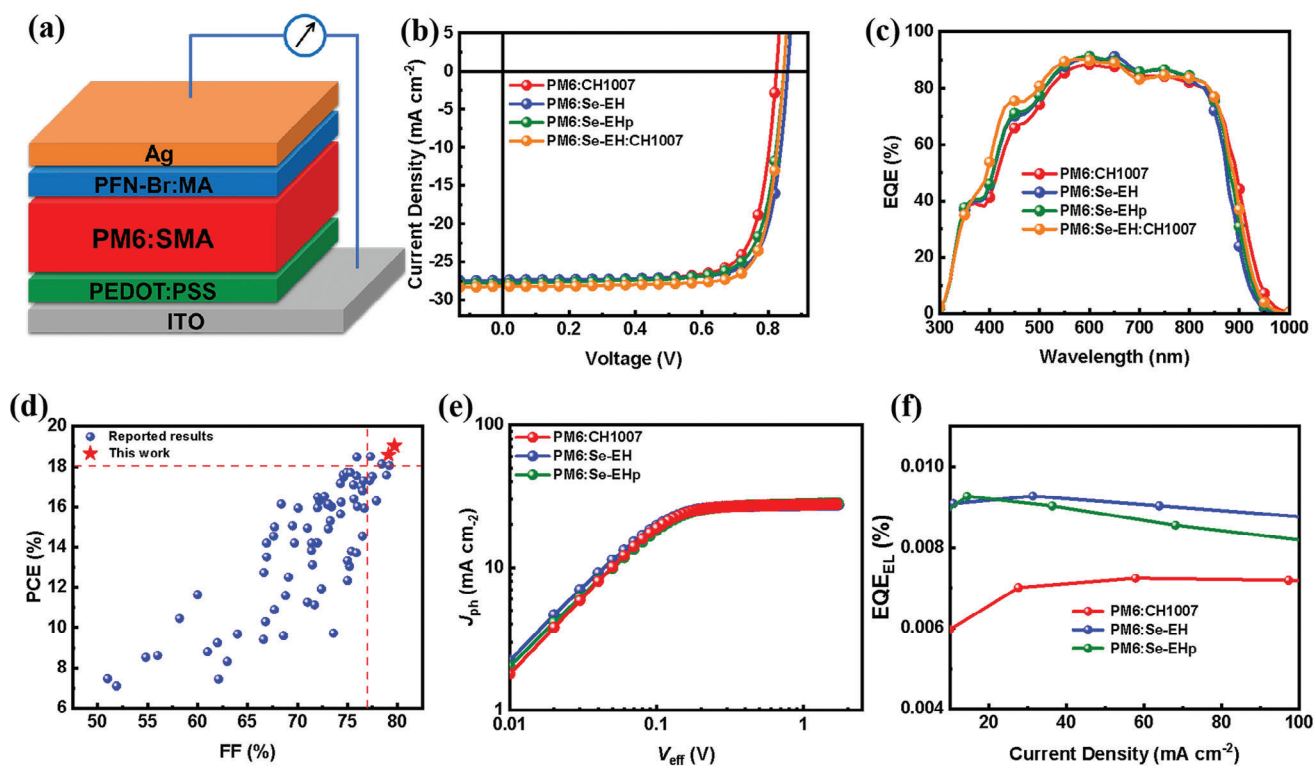 (a)
Ag
PFN-Br:MA
PM6:SMA
PEDOT:PSS
ITO
(b)
5
0
-5
-10
-15
-20
-25
-30
Current Density (mA cm⁻²)
PM6:CH1007
PM6:Se-EH
PM6:Se-EHp
PM6:Se-EH:CH1007
0.0 0.2 0.4 0.6 0.8
Voltage (V)
(c)
100
80
60
40
20
0
EQE (%)
PM6:CH1007
PM6:Se-EH
PM6:Se-EHp
PM6:Se-EH:CH1007
300 400 500 600 700 800 900 1000
Wavelength (nm)
(d)
20
18
16
14
12
10
8
6
PCE (%)
Reported results
This work
50 55 60 65 70 75 80
FF (%)
(e)
100
10
1
Jph (mA cm-2)
PM6:CH1007
PM6:Se-EH
PM6:Se-EHp
0.01 0.1 1
Veff (V)
(f)
0.010
0.008
0.006
0.004
EQEEL (%)
PM6:CH1007
PM6:Se-EH
PM6:Se-EHp
20 40 60 80 100
Current Density (mA cm⁻²)